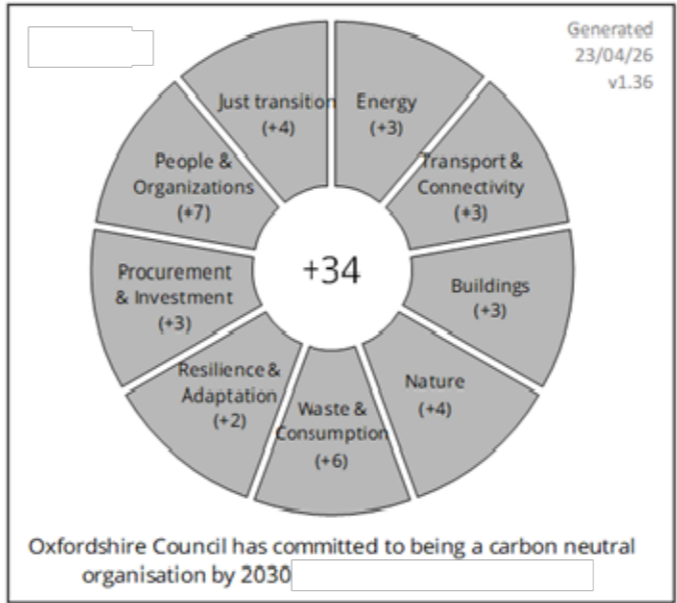 Generated
23/04/26
v1.36
Just transition
(+4)
Energy
(+3)
Transport &
Connectivity
(+3)
Buildings
(+3)
Nature
(+4)
Waste &
Consumption
(+6)
Resilience &
Adaptation
(+2)
Procurement
& Investment
(+3)
People &
Organizations
(+7)
+34
Oxfordshire Council has committed to being a carbon neutral
organisation by 2030